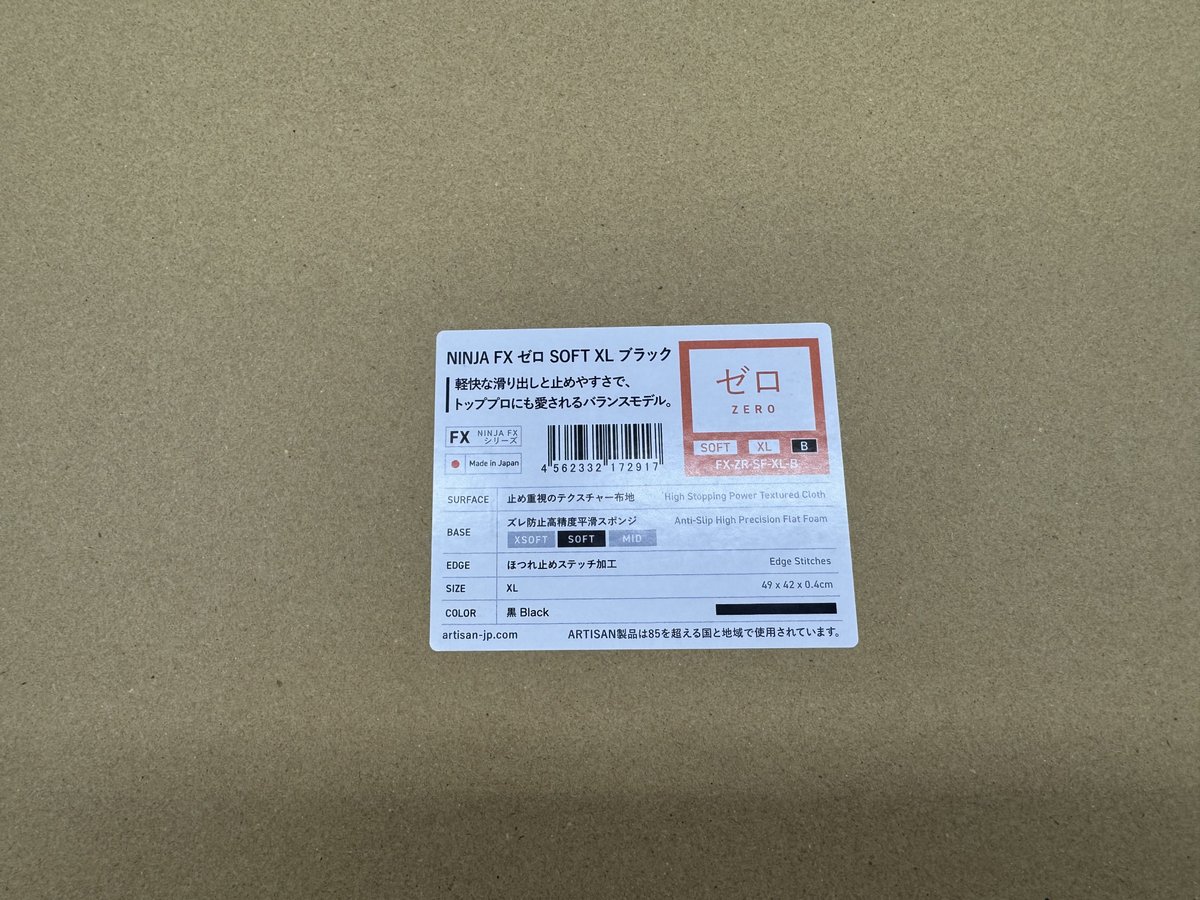 NINJA FX ゼロ SOFT XL ブラック
軽快な滑り出しと止めやすさで、
トッププロにも愛されるバランスモデル。
FX NINJA FX シリーズ
Made in Japan
4 562332 172917
ゼロ
ZERO
SOFT XL B
FX-ZR-SF-XL-B
SURFACE 止め重視のテクスチャー布地 High Stopping Power Textured Cloth
BASE ズレ防止高精度平滑スポンジ Anti-Slip High Precision Flat Foam
XSOFT SOFT MID
EDGE ほつれ止めステッチ加工 Edge Stitches
SIZE XL 49 x 42 x 0.4cm
COLOR 黒 Black
artisan-jp.com ARTISAN製品は85を超える国と地域で使用されています。